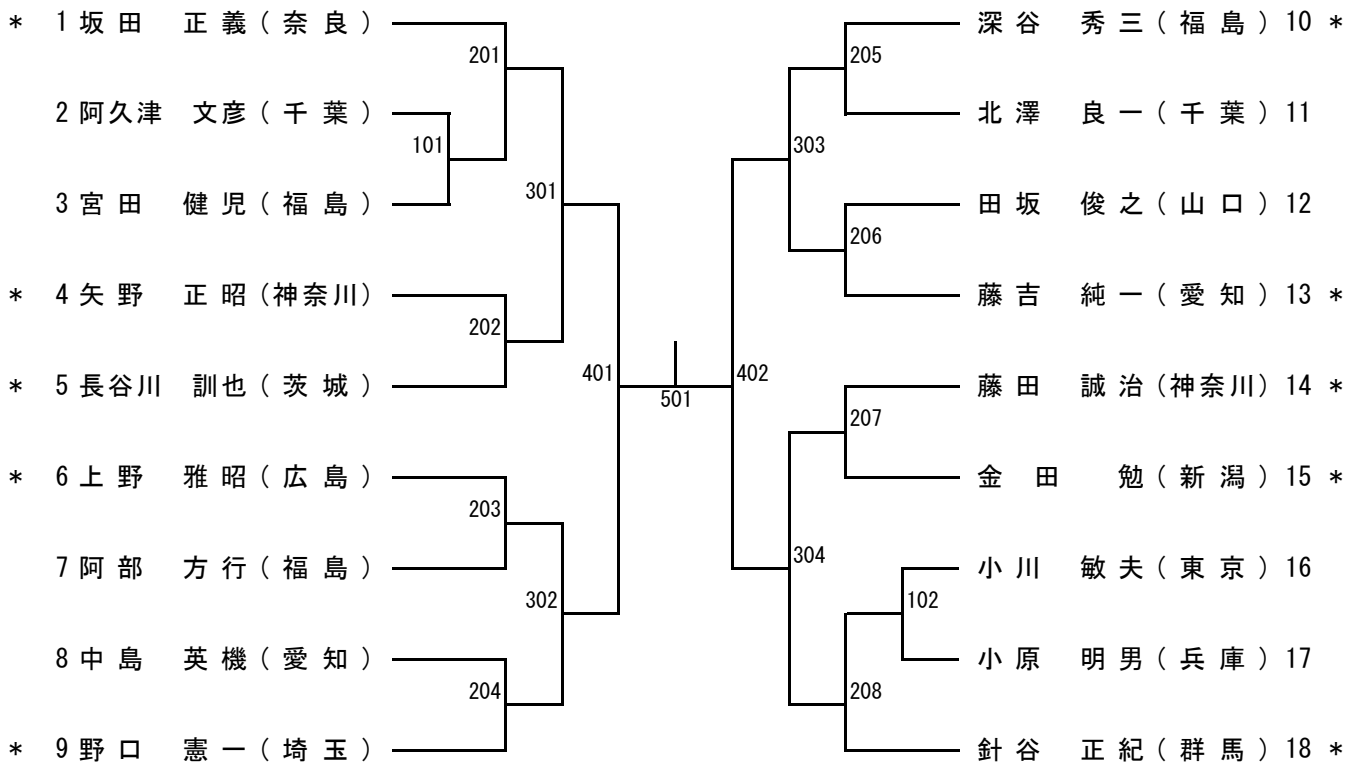 * 1 坂田 正義(奈良)
201
2 阿久津 文彦(千葉)
101
3 宮田 健児(福島)
301
* 4 矢野 正昭(神奈川)
202
* 5 長谷川 訓也(茨城)
401
* 6 上野 雅昭(広島)
203
7 阿部 方行(福島)
302
8 中島 英機(愛知)
204
* 9 野口 憲一(埼玉)
501
深谷 秀三(福島) 10 *
205
北澤 良一(千葉) 11
303
田坂 俊之(山口) 12
206
藤吉 純一(愛知) 13 *
402
藤田 誠治(神奈川) 14 *
207
金田 勉(新潟) 15 *
304
小川 敏夫(東京) 16
102
小原 明男(兵庫) 17
208
針谷 正紀(群馬) 18 *